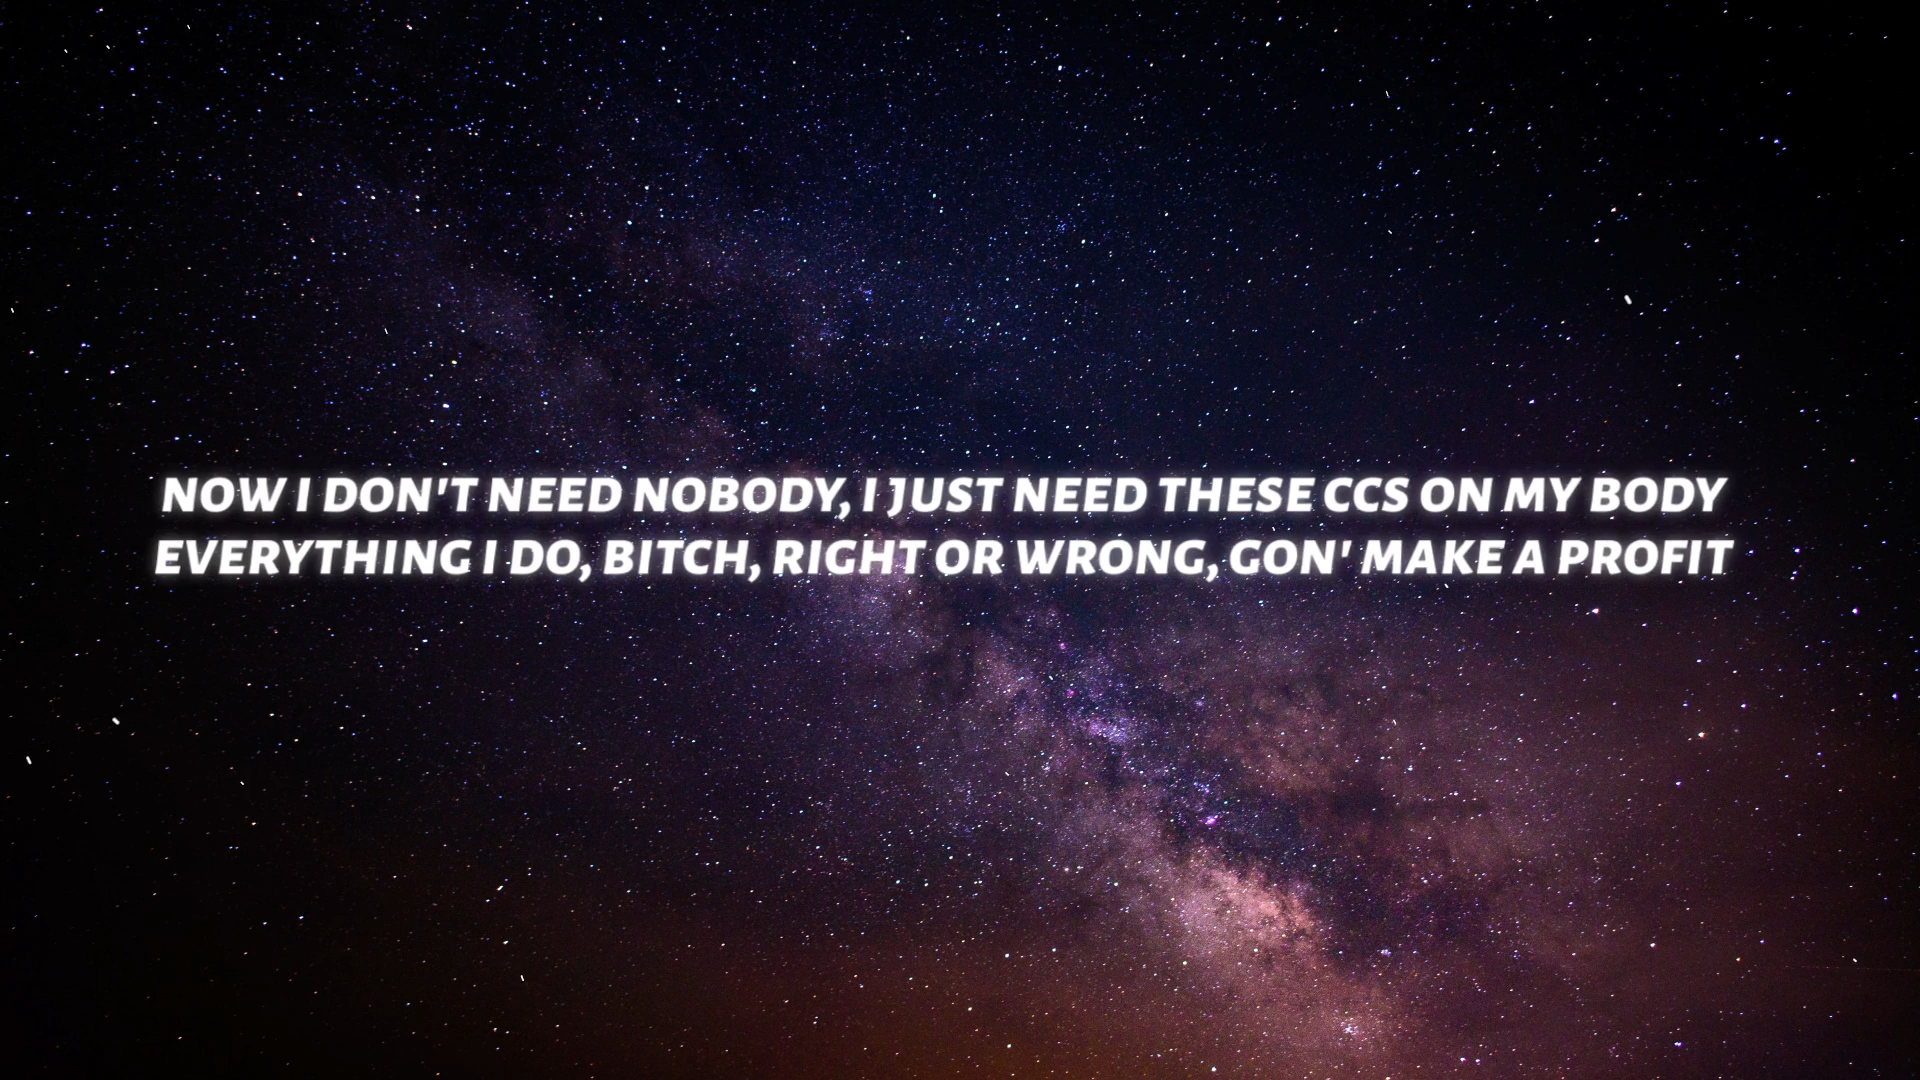 NOW I DON'T NEED NOBODY, I JUST NEED THESE CCS ON MY BODY
EVERYTHING I DO, BITCH, RIGHT OR WRONG, GON' MAKE A PROFIT